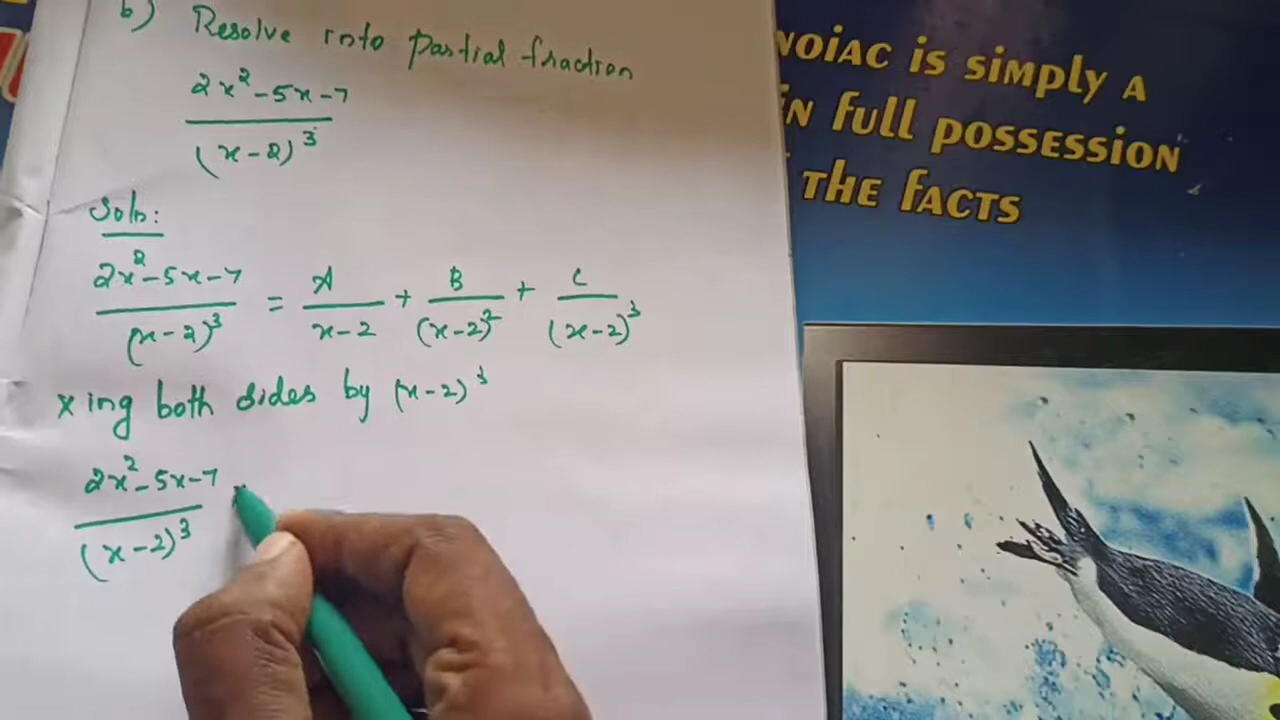 b) Resolve into Partial fraction
2x² - 5x - 7
(x - 2)³
Soln:
2x² - 5x - 7 / (x - 2)³ = A / x - 2 + B / (x - 2)² + C / (x - 2)³
x ing both sides by (x - 2)³
2x² - 5x - 7
(x - 2)³
NOIAC IS SIMPLY A
IN FULL POSSESSION
THE FACTS